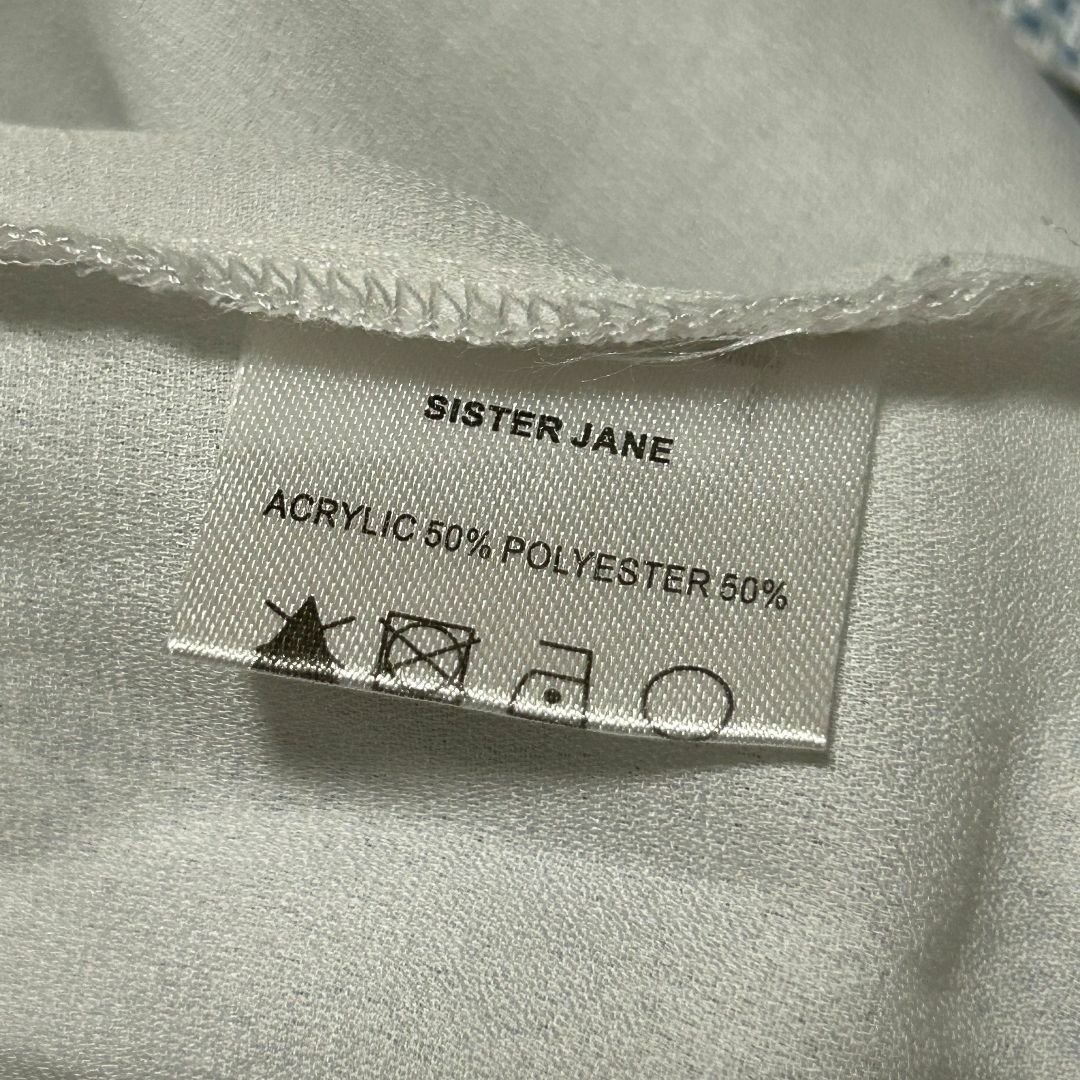 SISTER JANE
ACRYLIC 50% POLYESTER 50%